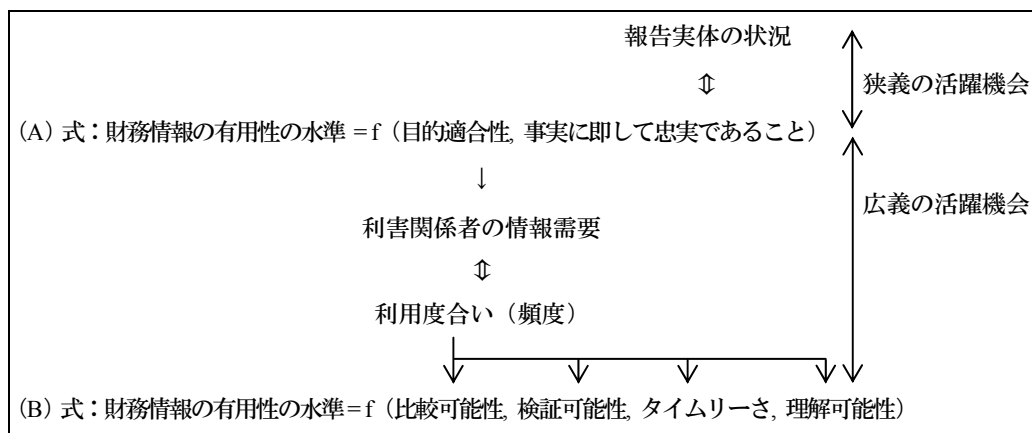 報告実体の状況
⇕
狭義の活躍機会
(A) 式：財務情報の有用性の水準 = f（目的適合性, 事実に即して忠実であること）
↓
広義の活躍機会
利害関係者の情報需要
⇕
利用度合い（頻度）
(B) 式：財務情報の有用性の水準 = f（比較可能性, 検証可能性, タイムリーさ, 理解可能性）